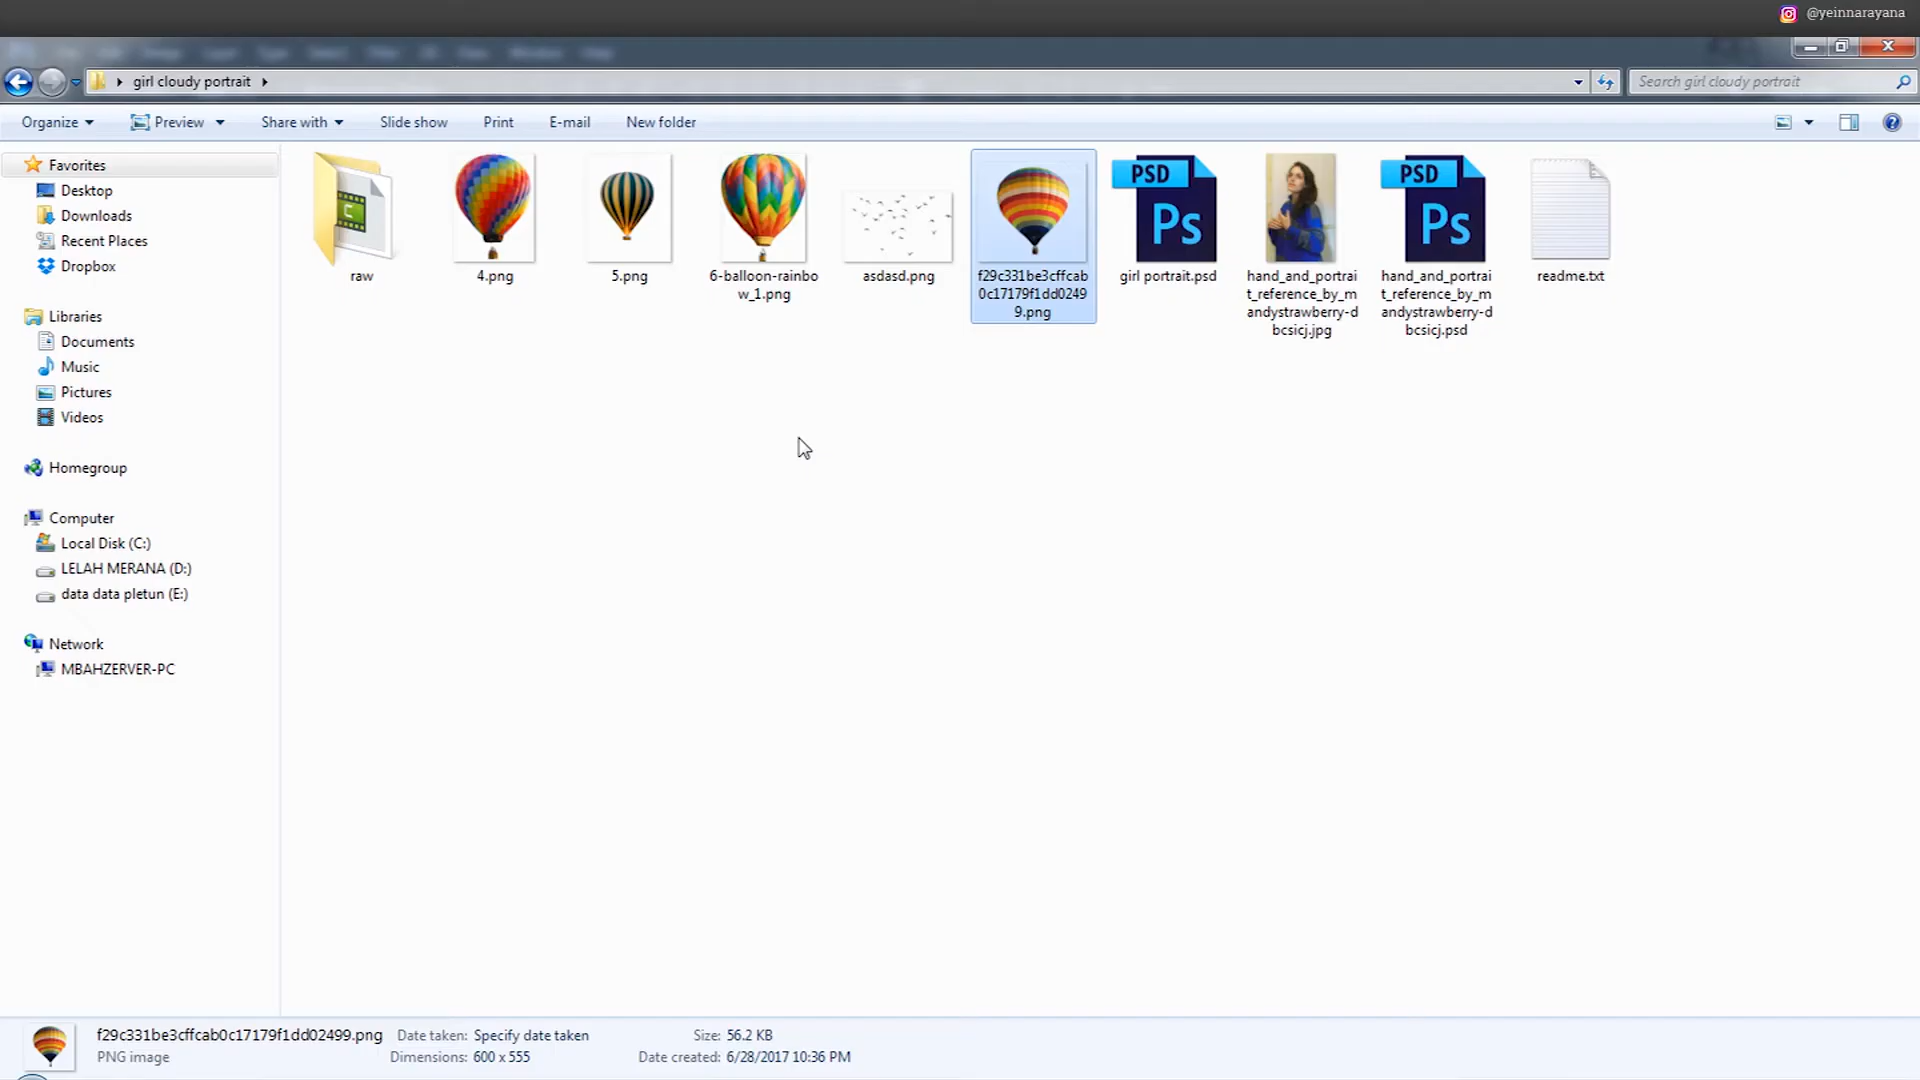 @yeinnarayana
girl cloudy portrait
Search girl cloudy portrait
Organize
Preview
Share with
Slide show
Print
E-mail
New folder
Favorites
Desktop
Downloads
Recent Places
Dropbox
Libraries
Documents
Music
Pictures
Videos
Homegroup
Computer
Local Disk (C:)
LELAH MERANA (D:)
data data pletun (E:)
Network
MBAHZERVER-PC
raw
4.png
5.png
6-balloon-rainbo
w_1.png
asdasd.png
f29c331be3cffcab
0c17179f1dd0249
9.png
PSD
Ps
girl portrait.psd
hand_and_portrai
t_reference_by_m
andystrawberry-d
bcsicj.jpg
PSD
Ps
hand_and_portrai
t_reference_by_m
andystrawberry-d
bcsicj.psd
readme.txt
f29c331be3cffcab0c17179f1dd02499.png
PNG image
Date taken: Specify date taken
Dimensions: 600 x 555
Size: 56.2 KB
Date created: 6/28/2017 10:36 PM